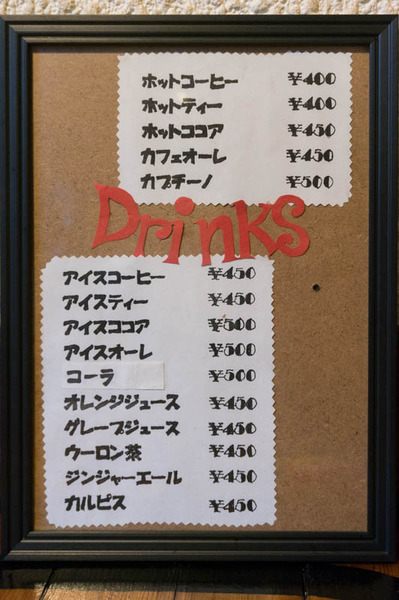 ホットコーヒー ¥400
ホットティー ¥400
ホットココア ¥450
カフェオーレ ¥450
カプチーノ ¥500
Drinks
アイスコーヒー ¥450
アイスティー ¥450
アイスココア ¥500
アイスオーレ ¥500
コーラ ¥500
オレンジジュース ¥450
グレープジュース ¥450
ウーロン茶 ¥450
ジンジャーエール ¥450
カルピス ¥450